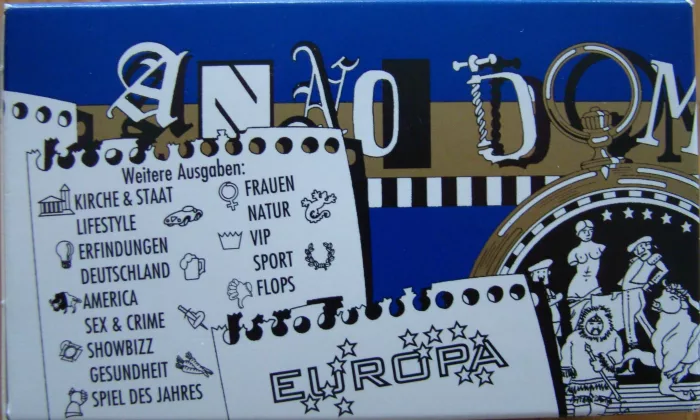 ANNO DOM
Weitere Ausgaben:
KIRCHE & STAAT
LIFESTYLE
ERFINDUNGEN
DEUTSCHLAND
AMERICA
SEX & CRIME
SHOWBIZZ
GESUNDHEIT
SPIEL DES JAHRES
FRAUEN
NATUR
VIP
SPORT
FLOPS
EUROPA